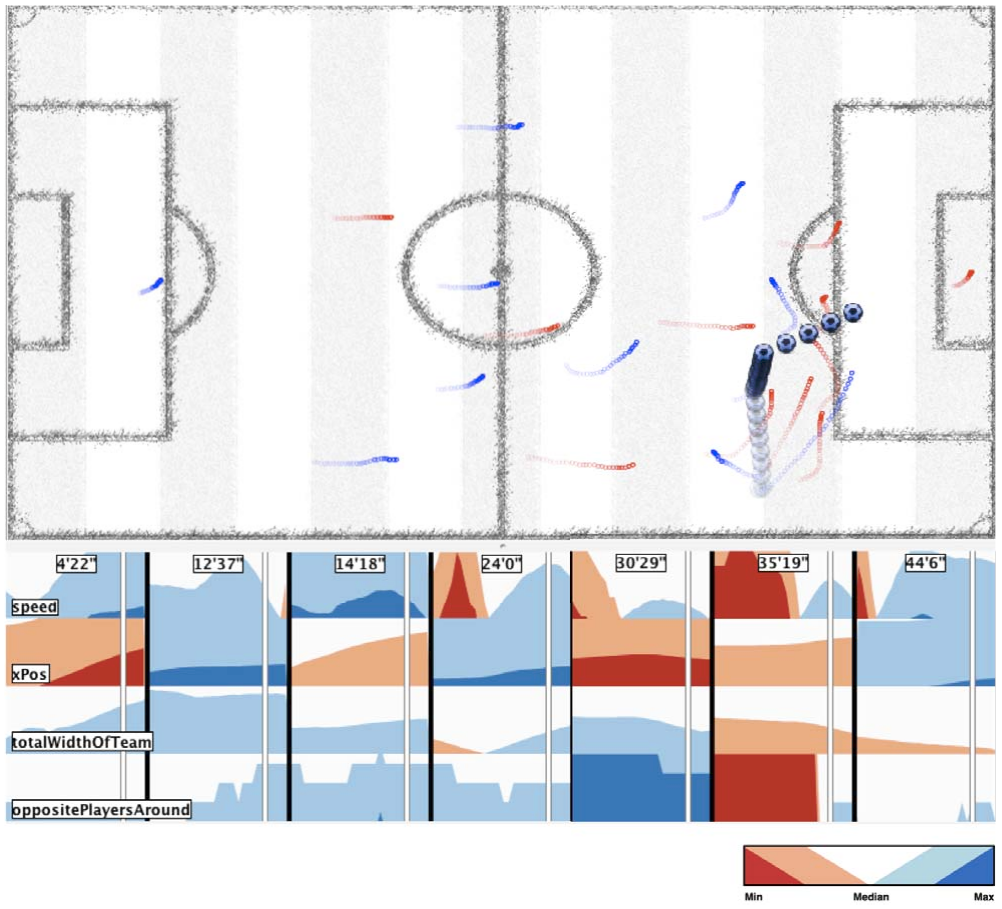 4'22" 12'37" 14'18" 24'0" 30'29" 35'19" 44'6"
speed
xPos
totalWidthOfTeam
oppositePlayersAround
Min Median Max